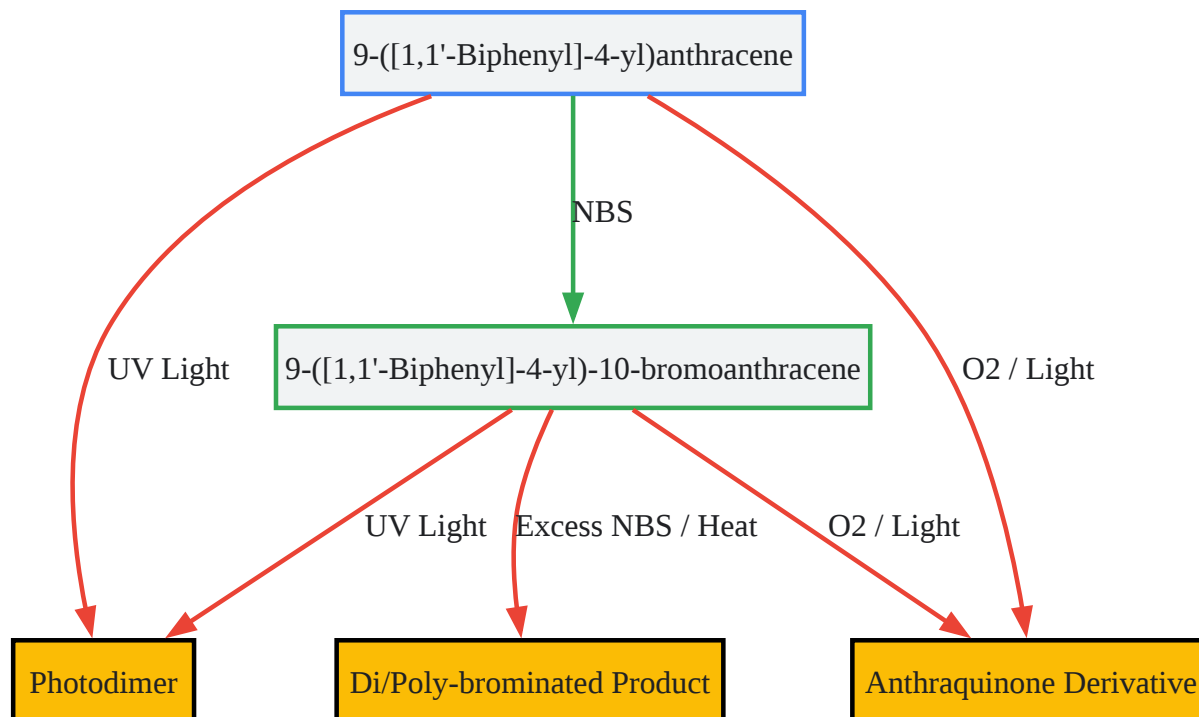 9-([1,1'-Biphenyl]-4-yl)anthracene
NBS
9-([1,1'-Biphenyl]-4-yl)-10-bromoanthracene
UV Light
O2 / Light
UV Light
Excess NBS / Heat
O2 / Light
Photodimer
Di/Poly-brominated Product
Anthraquinone Derivative